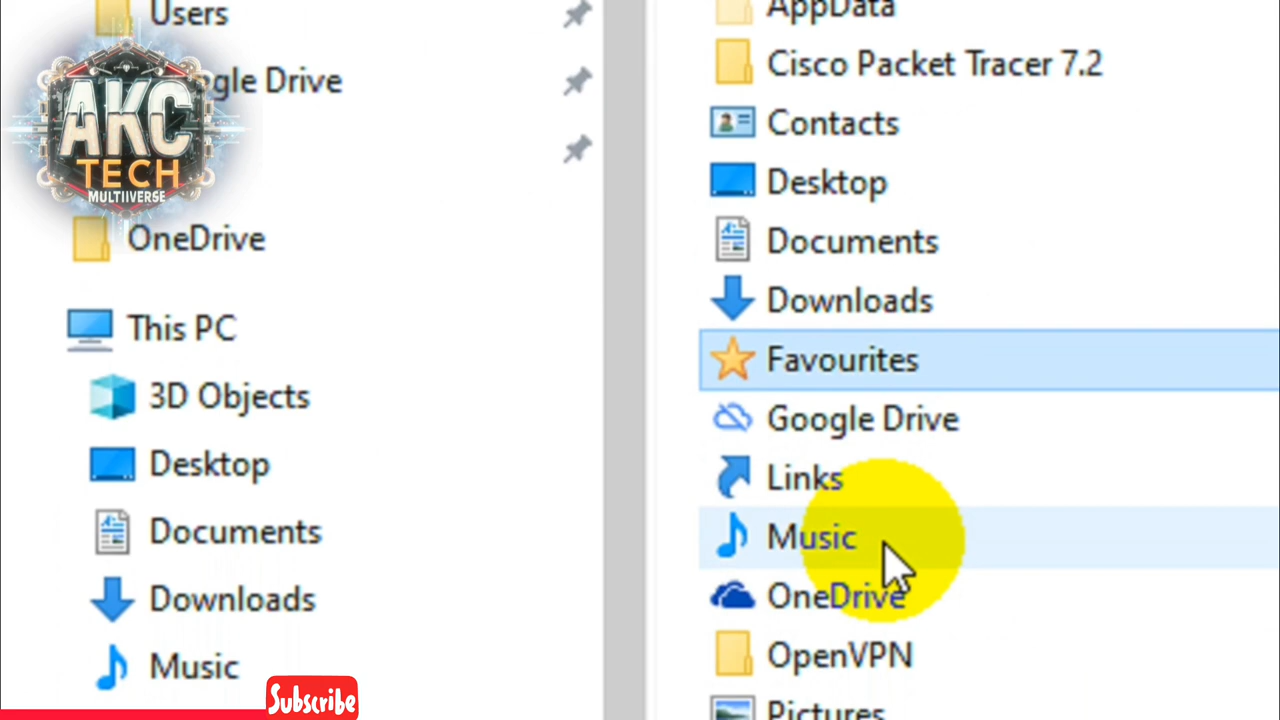 Users
gle Drive
OneDrive
This PC
3D Objects
Desktop
Documents
Downloads
Music
AppData
Cisco Packet Tracer 7.2
Contacts
Desktop
Documents
Downloads
Favourites
Google Drive
Links
Music
OneDrive
OpenVPN
Pictures
AKC
TECH
MULTIIVERSE
Subscribe